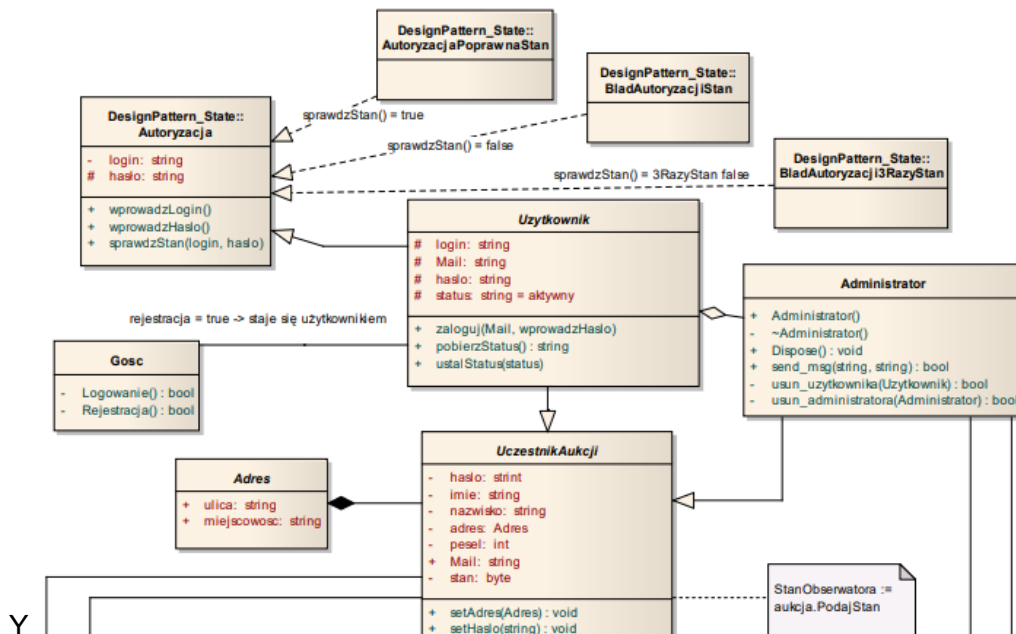 DesignPattern_State::
AutoryzacjaPoprawnaStan
DesignPattern_State::
BladAutoryzacjiStan
DesignPattern_State::
Autoryzacja
- login: string
# hasło: string
+ wprowadzLogin()
+ wprowadzHaslo()
+ sprawdzStan(login, haslo)
sprawdzStan() = true
sprawdzStan() = false
sprawdzStan() = 3RazyStan false
DesignPattern_State::
BladAutoryzacji3RazyStan
Uzytkownik
# login: string
# Mail: string
# haslo: string
# status: string = aktywny
+ zaloguj(Mail, wprowadzHaslo)
+ pobierzStatus() : string
+ ustalStatus(status)
Administrator
+ Administrator()
- ~Administrator()
+ Dispose() : void
+ send_msg(string, string) : bool
- usun_uzytkownika(Uzytkownik) : bool
- usun_administratora(Administrator) : bool
rejestracja = true -> staje się użytkownikiem
Gosc
- Logowanie() : bool
- Rejestracja() : bool
Adres
+ ulica: string
+ miejscowosc: string
UczestnikAukcji
- haslo: strint
- imie: string
- nazwisko: string
- adres: Adres
- pesel: int
+ Mail: string
- stan: byte
+ setAdres(Adres) : void
+ setHaslo(string) : void
StanObserwatora :=
aukcja.PodajStan
Y